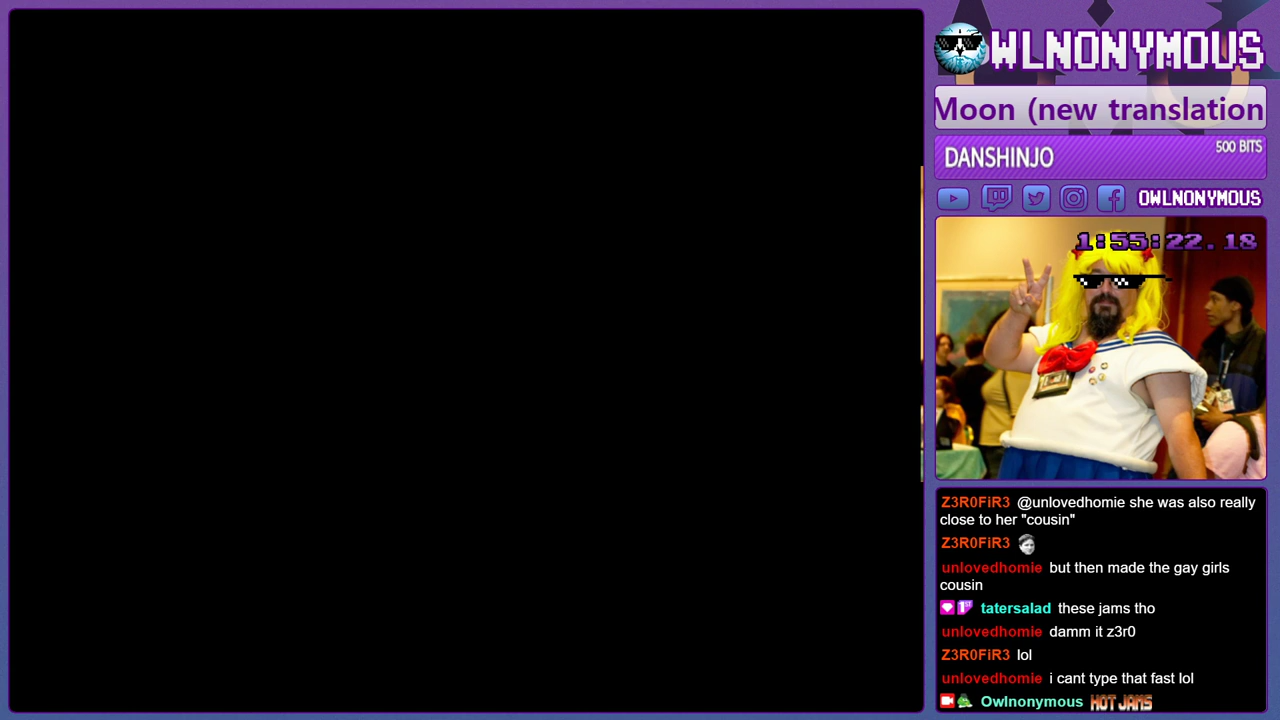 OWLNONYMOUS
Moon (new translation
DANSHINJO
500 BITS
OWLNONYMOUS
1:55:22.18
Z3R0FiR3 @unlovedhomie she was also really
close to her "cousin"
Z3R0FiR3
unlovedhomie but then made the gay girls
cousin
tatersalad these jams tho
unlovedhomie damm it z3r0
Z3R0FiR3 lol
unlovedhomie i cant type that fast lol
Owlnonymous HOT JAMS